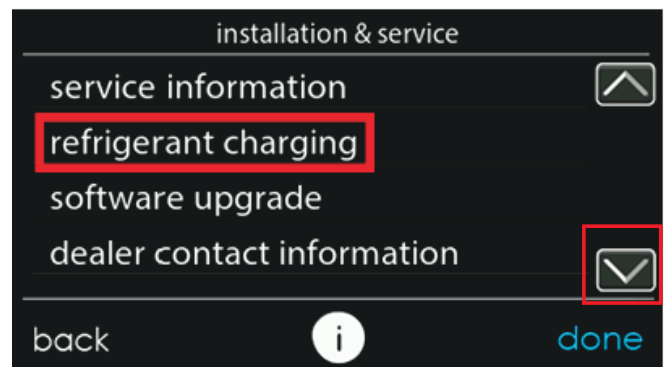 installation & service
service information
refrigerant charging
software upgrade
dealer contact information
back i done